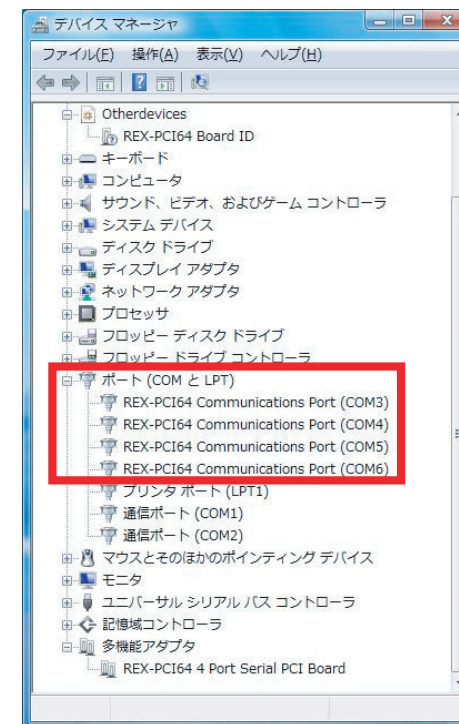 デバイス マネージャ
ファイル(F) 操作(A) 表示(V) ヘルプ(H)
Otherdevices
REX-PCI64 Board ID
キーボード
コンピュータ
サウンド、ビデオ、およびゲーム コントローラ
システム デバイス
ディスク ドライブ
ディスプレイ アダプタ
ネットワーク アダプタ
プロセッサ
フロッピー ディスク ドライブ
フロッピー ドライブ コントローラ
ポート (COM と LPT)
REX-PCI64 Communications Port (COM3)
REX-PCI64 Communications Port (COM4)
REX-PCI64 Communications Port (COM5)
REX-PCI64 Communications Port (COM6)
プリンタ ポート (LPT1)
通信ポート (COM1)
通信ポート (COM2)
マウスとそのほかのポインティング デバイス
モニタ
ユニバーサル シリアル バス コントローラ
記憶域コントローラ
多機能アダプタ
REX-PCI64 4 Port Serial PCI Board